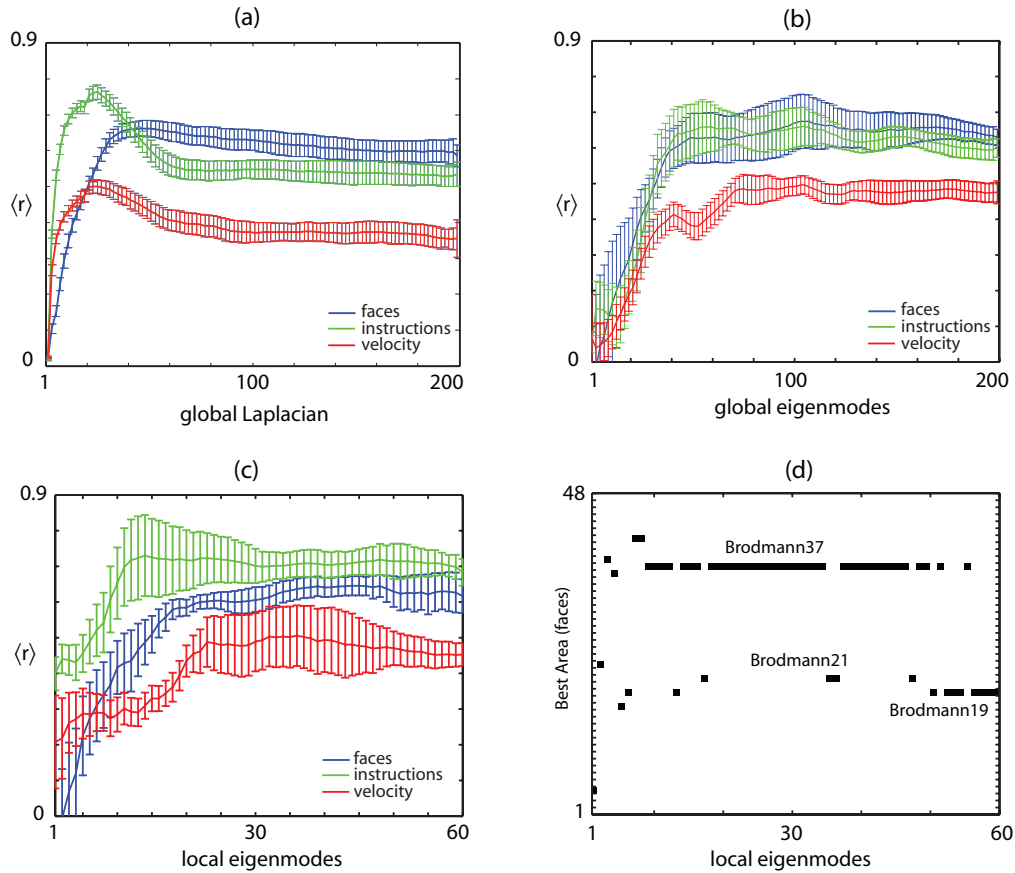 (a)
0.9
⟨r⟩
0
faces
instructions
velocity
1
100
200
global Laplacian
(b)
0.9
⟨r⟩
0
faces
instructions
velocity
1
100
200
global eigenmodes
(c)
0.9
⟨r⟩
0
faces
instructions
velocity
1
30
60
local eigenmodes
(d)
48
Best Area (faces)
1
Brodmann37
Brodmann21
Brodmann19
1
30
60
local eigenmodes